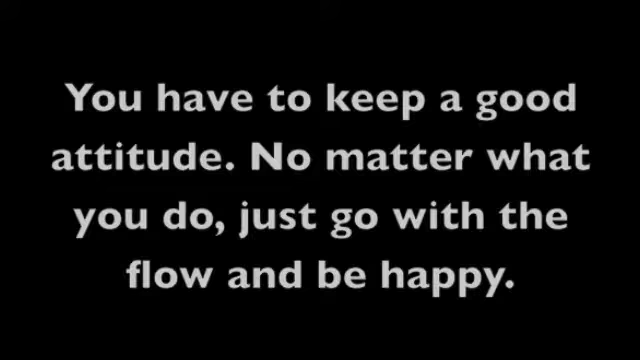 You have to keep a good
attitude. No matter what
you do, just go with the
flow and be happy.